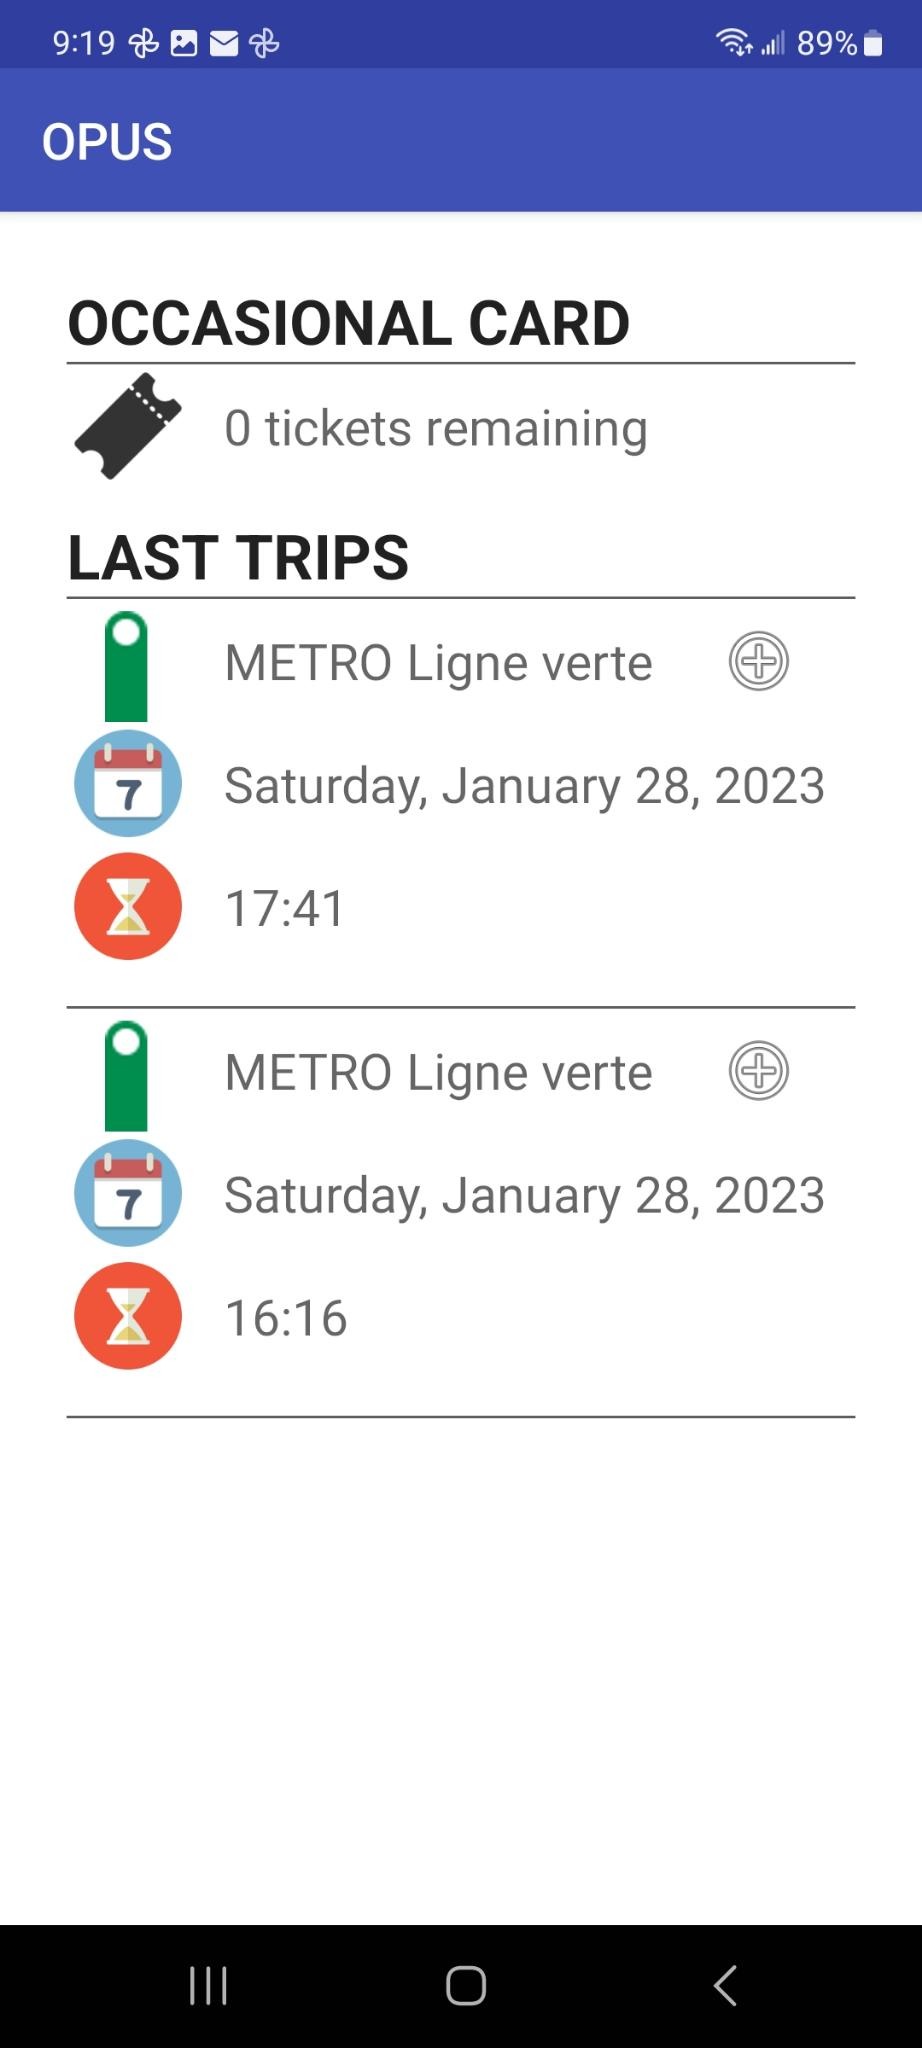 9:19 89%
OPUS
OCCASIONAL CARD
0 tickets remaining
LAST TRIPS
METRO Ligne verte
7
Saturday, January 28, 2023
17:41
METRO Ligne verte
7
Saturday, January 28, 2023
16:16